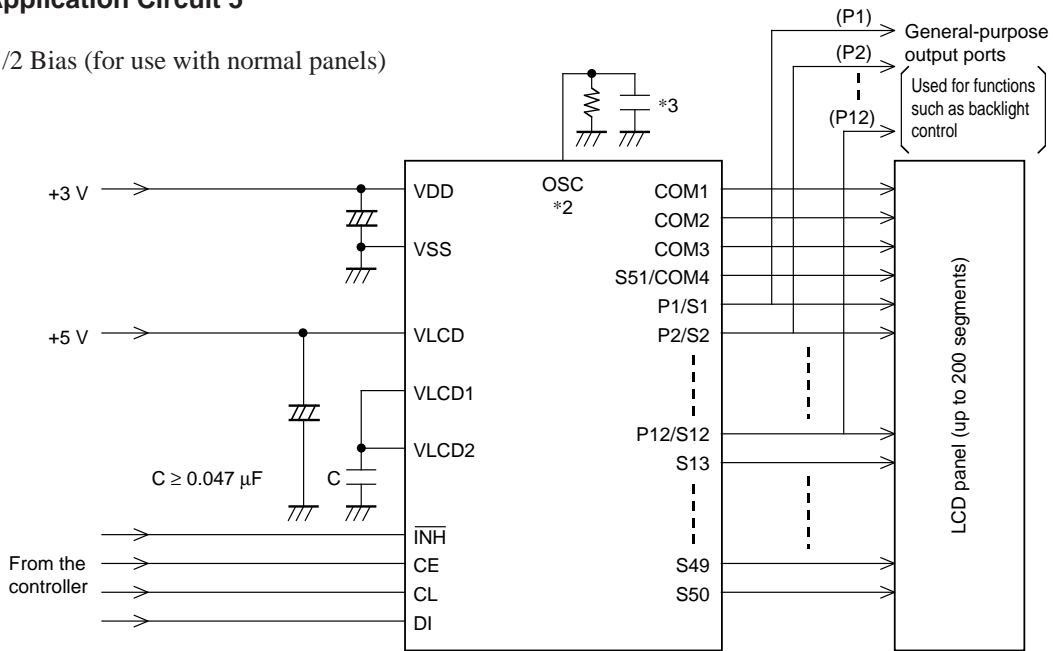 pplication Circuit 5
/2 Bias (for use with normal panels)
(P1)
General-purpose
output ports
(P2)
Used for functions
such as backlight
control
(P12)
*3
+3 V
VDD
OSC
*2
COM1
COM2
VSS
COM3
S51/COM4
P1/S1
+5 V
VLCD
P2/S2
VLCD1
P12/S12
VLCD2
S13
C ≥ 0.047 μF
C
LCD panel (up to 200 segments)
INH
From the
controller
CE
S49
CL
S50
DI